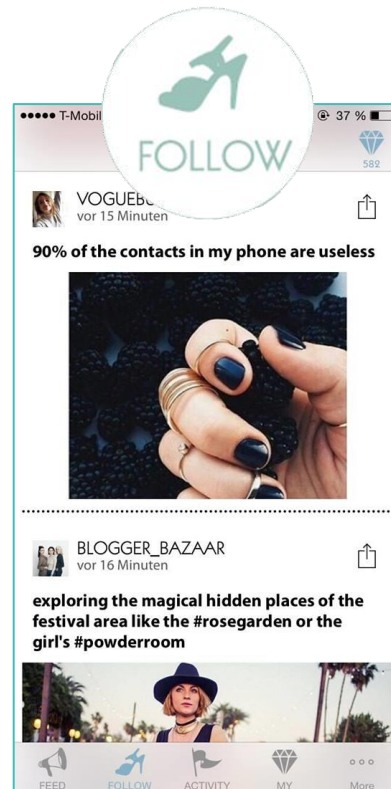 FOLLOW
T-Mobil
37 %
582
vor 15 Minuten
90% of the contacts in my phone are useless
BLOGGER_BAZAAR
vor 16 Minuten
exploring the magical hidden places of the
festival area like the #rosegarden or the
girl's #powderroom
FEED
FOLLOW
ACTIVITY
MY
More